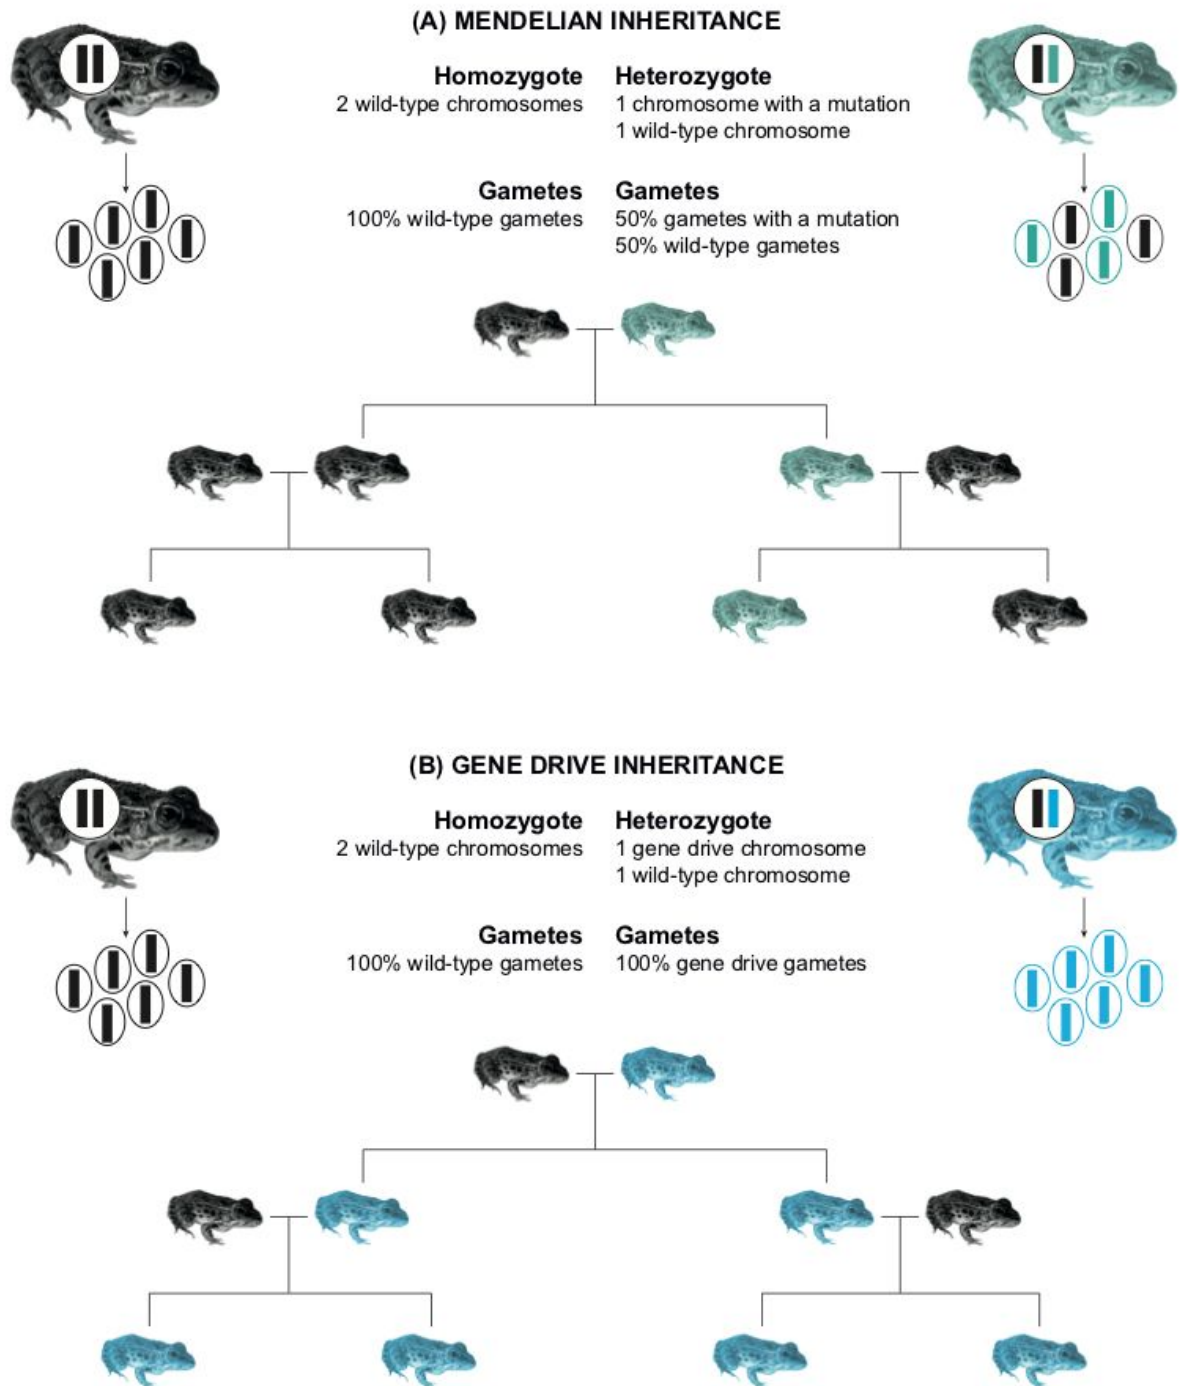 (A) MENDELIAN INHERITANCE
Homozygote
2 wild-type chromosomes
Heterozygote
1 chromosome with a mutation
1 wild-type chromosome
Gametes
100% wild-type gametes
Gametes
50% gametes with a mutation
50% wild-type gametes
(B) GENE DRIVE INHERITANCE
Homozygote
2 wild-type chromosomes
Heterozygote
1 gene drive chromosome
1 wild-type chromosome
Gametes
100% wild-type gametes
Gametes
100% gene drive gametes